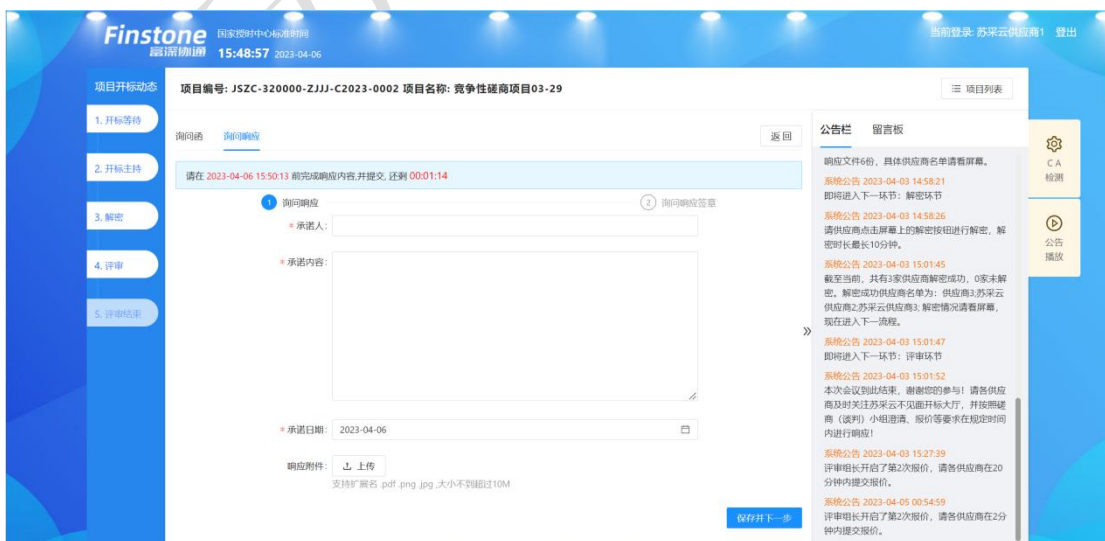 Finstone
富深协通
国家授时中心标准时间
15:48:57 2023-04-06
当前登录: 苏采云供应商1 登出
项目开标动态
1. 开标等待
2. 开标主持
3. 解密
4. 评审
5. 评审结束
项目编号: JSZC-320000-ZJJJ-C2023-0002 项目名称: 竞争性磋商项目03-29
项目列表
询问函 询问响应
返 回
请在 2023-04-06 15:50:13 前完成响应内容,并提交, 还剩 00:01:14
1 询问响应
2 询问响应签章
* 承诺人:
* 承诺内容:
* 承诺日期: 2023-04-06
响应附件: 上传
支持扩展名 .pdf .png .jpg ,大小不到超过10M
保存并下一步
公告栏 留言板
响应文件6份, 具体供应商名单请看屏幕。
系统公告 2023-04-03 14:58:21
即将进入下一环节: 解密环节
系统公告 2023-04-03 14:58:26
请供应商点击屏幕上的解密按钮进行解密, 解
密时长最长10分钟。
系统公告 2023-04-03 15:01:45
截至当前, 共有3家供应商解密成功, 0家未解
密。解密成功供应商名单为: 供应商3;苏采云
供应商2;苏采云供应商3; 解密情况请看屏幕,
现在进入下一流程。
系统公告 2023-04-03 15:01:47
即将进入下一环节: 评审环节
系统公告 2023-04-03 15:01:52
本次会议到此结束, 谢谢您的参与! 请各供应
商及时关注苏采云不见面开标大厅, 并按照磋
商 (谈判) 小组澄清、报价等要求在规定时间
内进行响应!
系统公告 2023-04-03 15:27:39
评审组长开启了第2次报价, 请各供应商在20
分钟内提交报价。
系统公告 2023-04-05 00:54:59
评审组长开启了第2次报价, 请各供应商在2分
钟内提交报价。
CA
检测
公告
播放